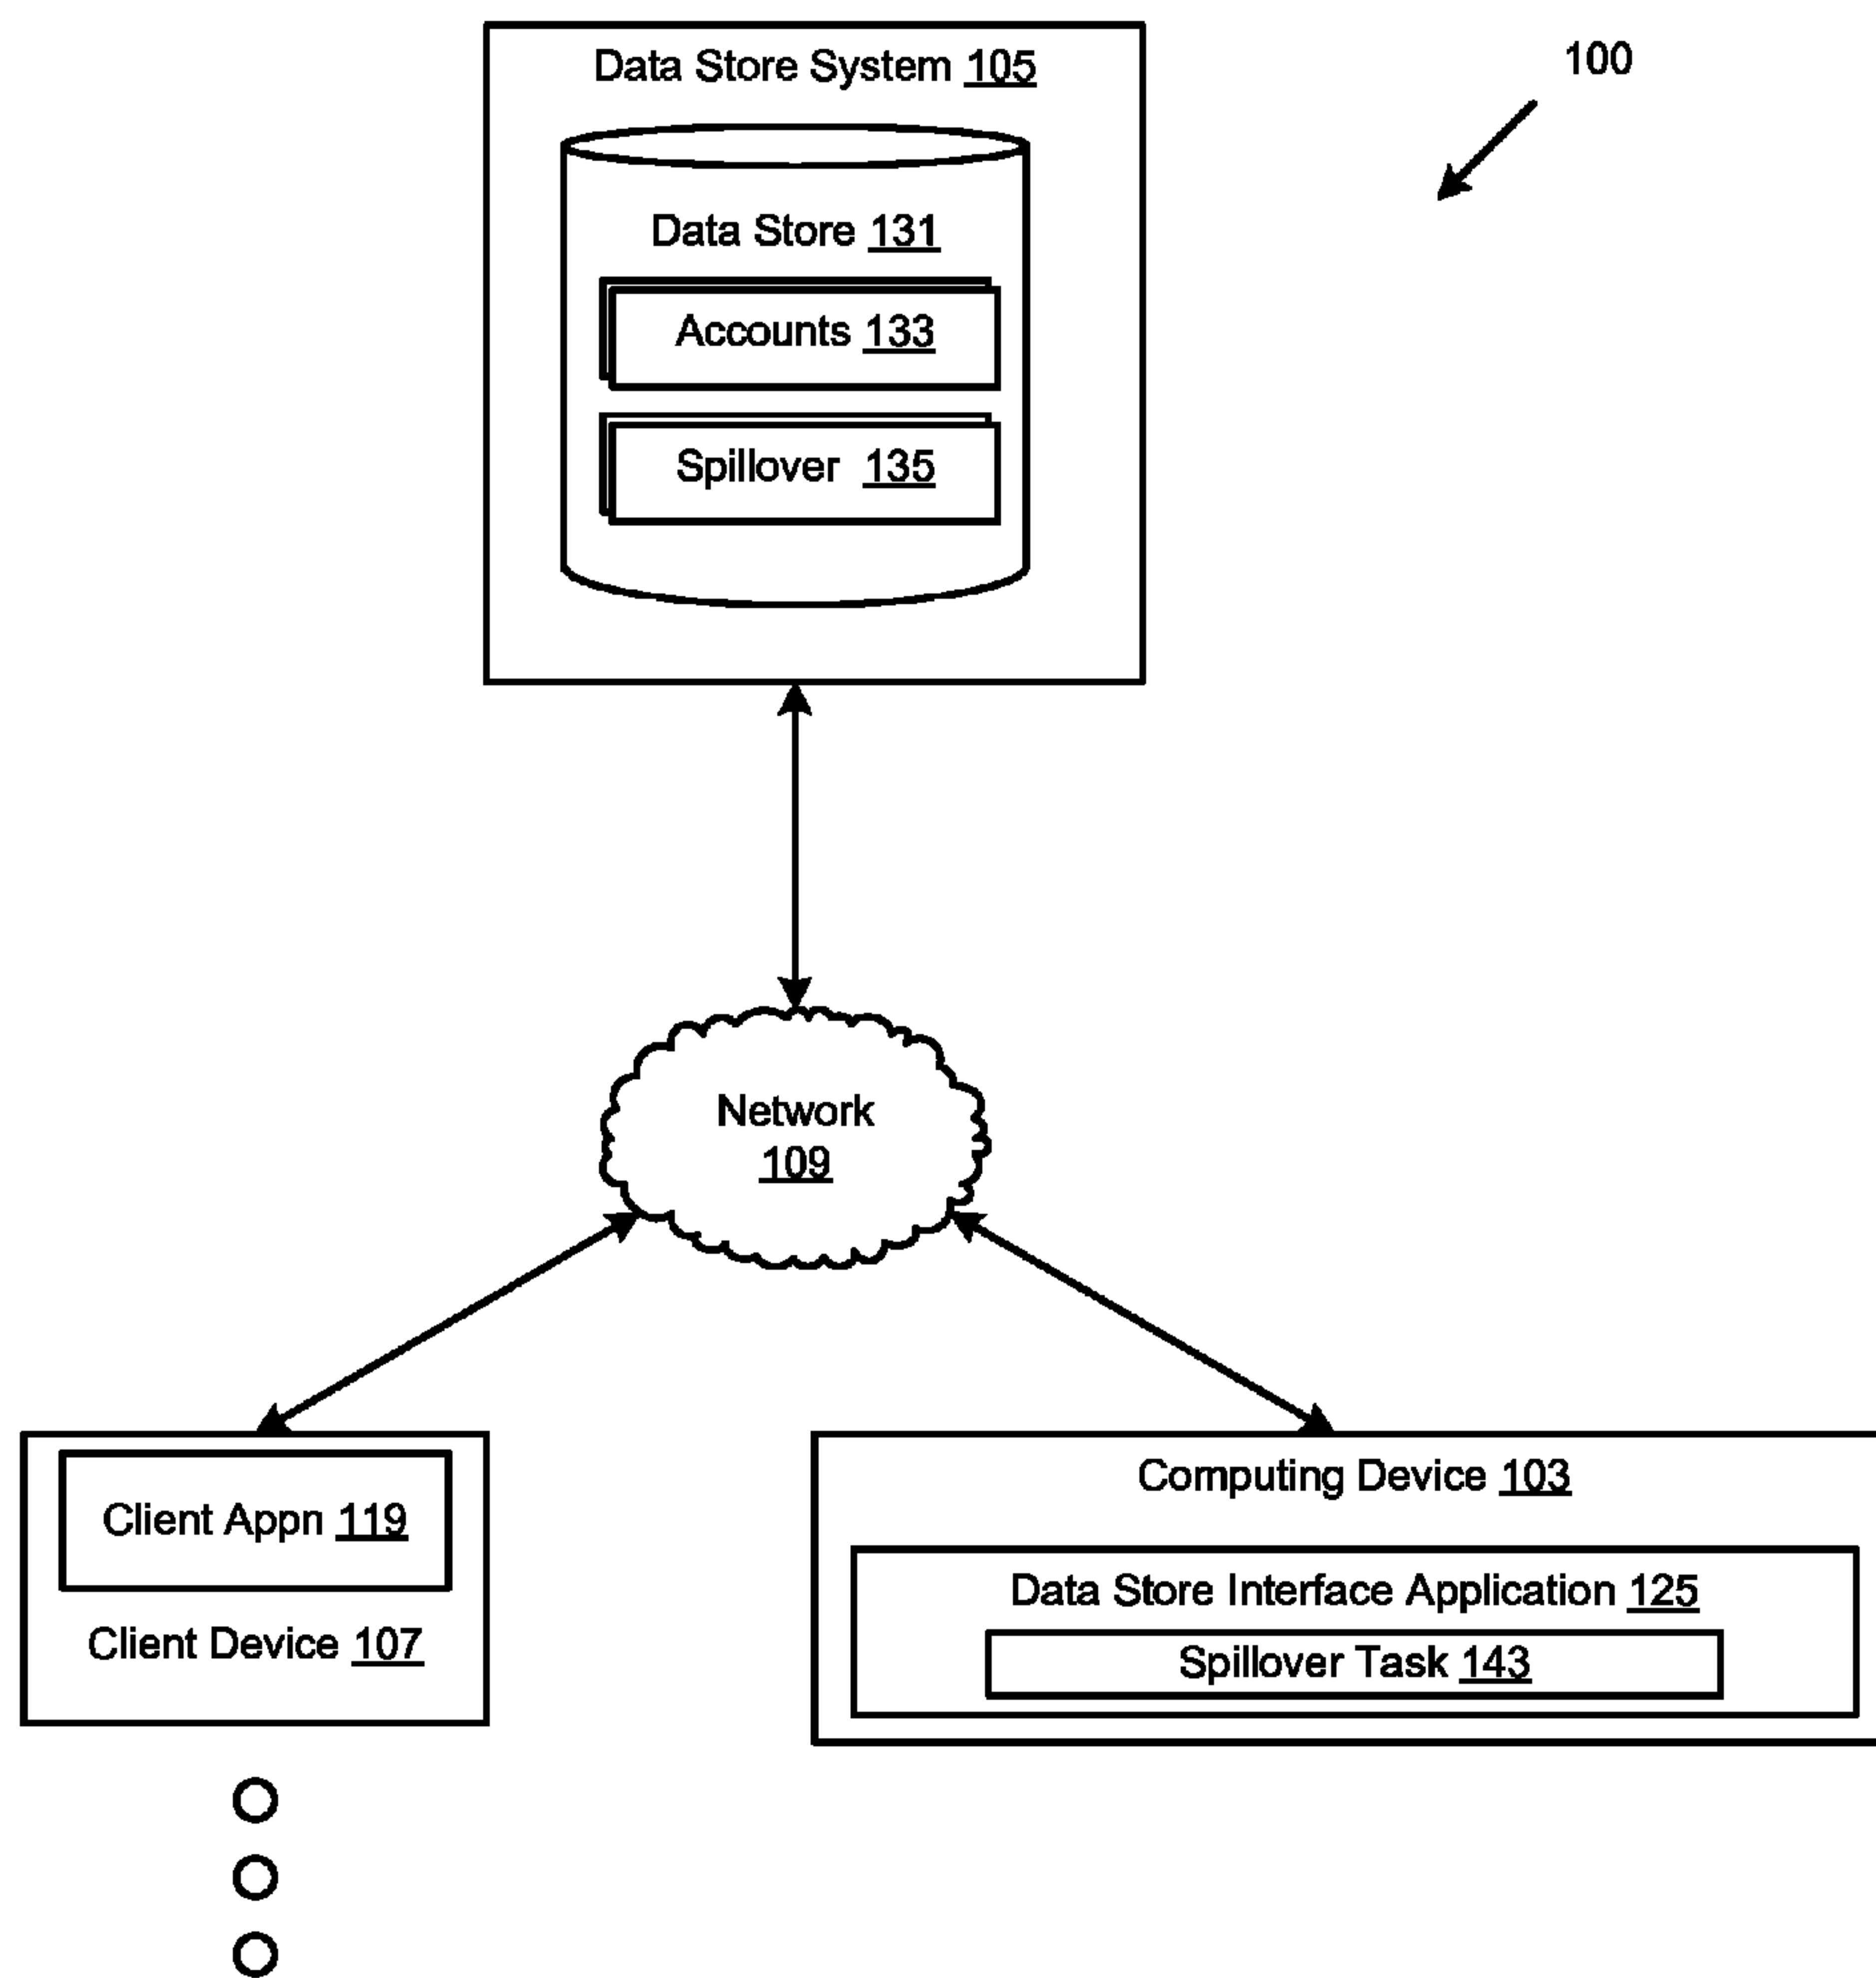 Data Store System 105
100
Data Store 131
Accounts 133
Spillover 135
Network
109
Client Appn 119
Client Device 107
Computing Device 103
Data Store Interface Application 125
Spillover Task 143